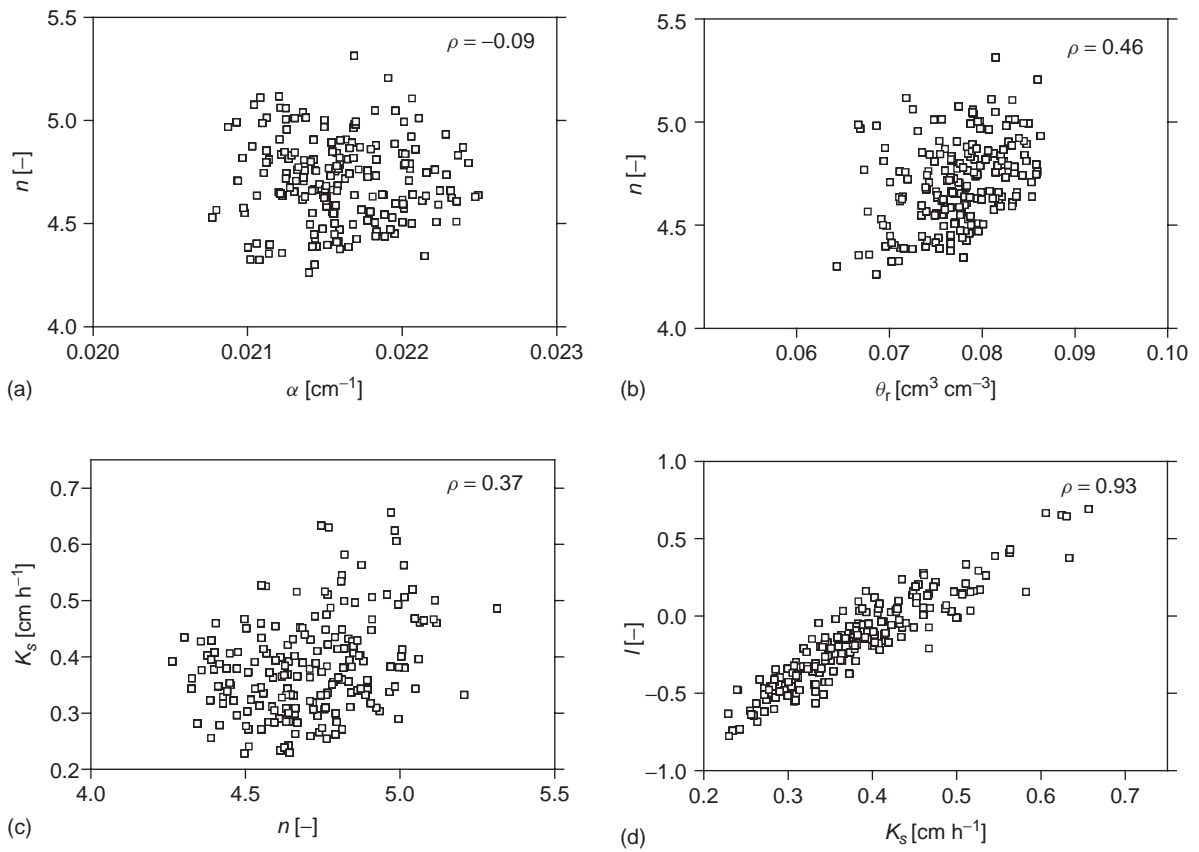 5.5
ρ = –0.09
5.0
n [–]
4.5
4.0
0.020 0.021 0.022 0.023
(a)
α [cm⁻¹]
5.5
ρ = 0.46
5.0
n [–]
4.5
4.0
0.06 0.07 0.08 0.09 0.10
(b)
θr [cm³ cm⁻³]
0.7
ρ = 0.37
0.6
Ks [cm h⁻¹]
0.5
0.4
0.3
0.2
4.0 4.5 5.0 5.5
(c)
n [–]
1.0
ρ = 0.93
0.5
l [–]
0.0
–0.5
–1.0
0.2 0.3 0.4 0.5 0.6 0.7
(d)
Ks [cm h⁻¹]